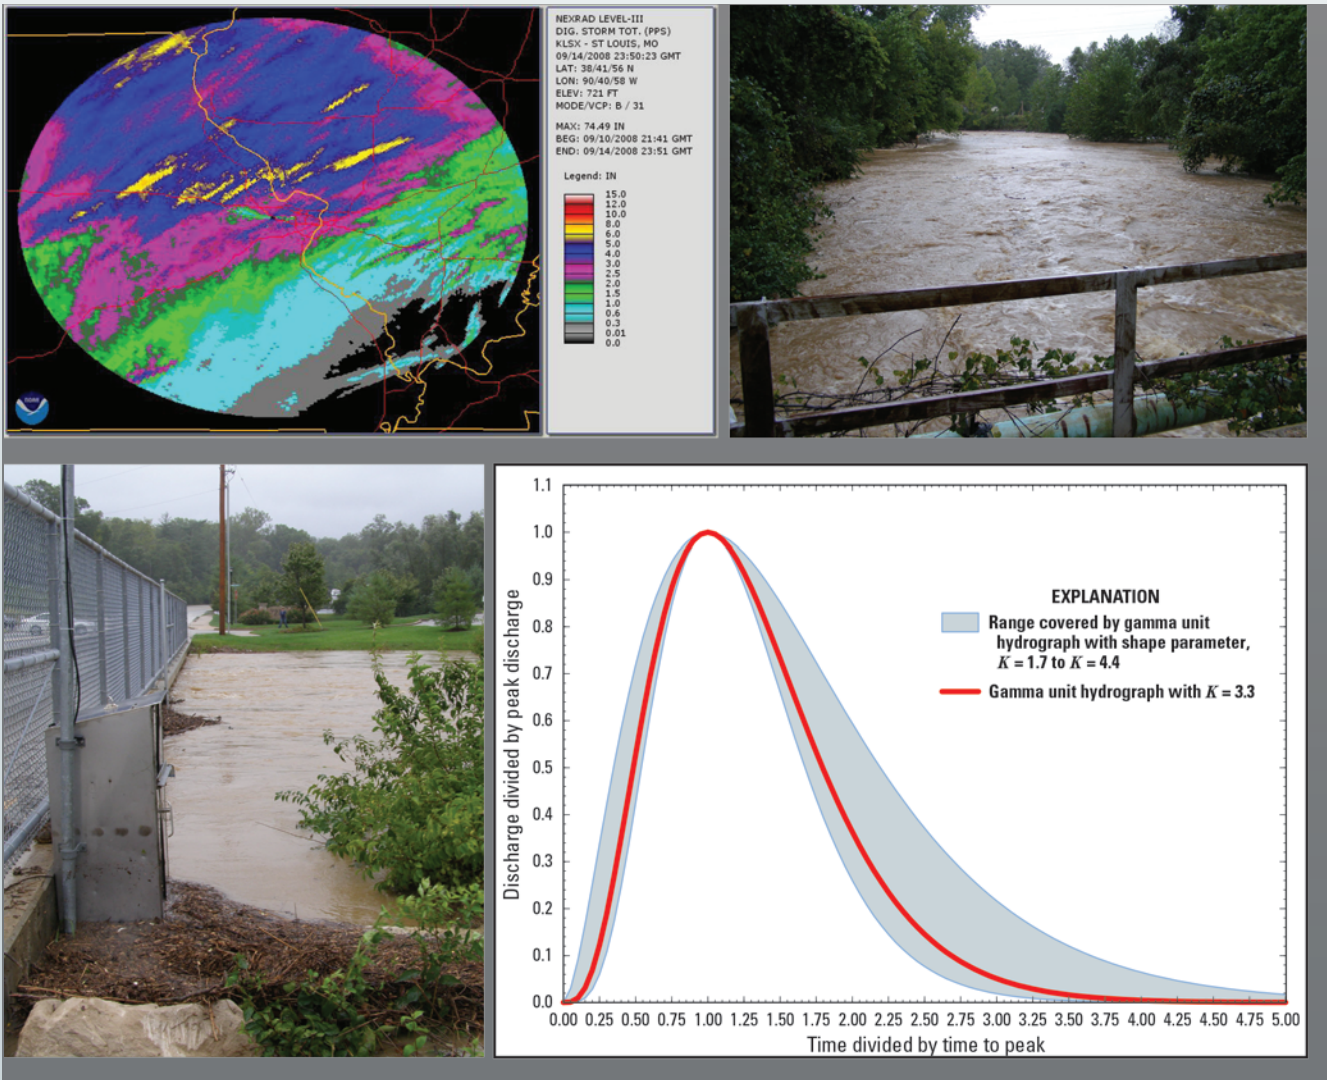 NEXRAD LEVEL-III
DIG. STORM TOT. (PPS)
KLSX - ST LOUIS, MO
09/14/2008 23:50:23 GMT
LAT: 38/41/56 N
LON: 90/40/58 W
ELEV: 721 FT
MODE/VCP: B / 31
MAX: 74.49 IN
BEG: 09/10/2008 21:41 GMT
END: 09/14/2008 23:51 GMT
Legend: IN
15.0
12.0
10.0
8.0
6.0
5.0
4.0
3.0
2.5
2.0
1.5
1.0
0.6
0.3
0.01
0.0
NOAA
1.1
1.0
0.9
0.8
0.7
0.6
0.5
0.4
0.3
0.2
0.1
0.0
Discharge divided by peak discharge
EXPLANATION
Range covered by gamma unit
hydrograph with shape parameter,
K = 1.7 to K = 4.4
Gamma unit hydrograph with K = 3.3
0.00 0.25 0.50 0.75 1.00 1.25 1.50 1.75 2.00 2.25 2.50 2.75 3.00 3.25 3.50 3.75 4.00 4.25 4.50 4.75 5.00
Time divided by time to peak